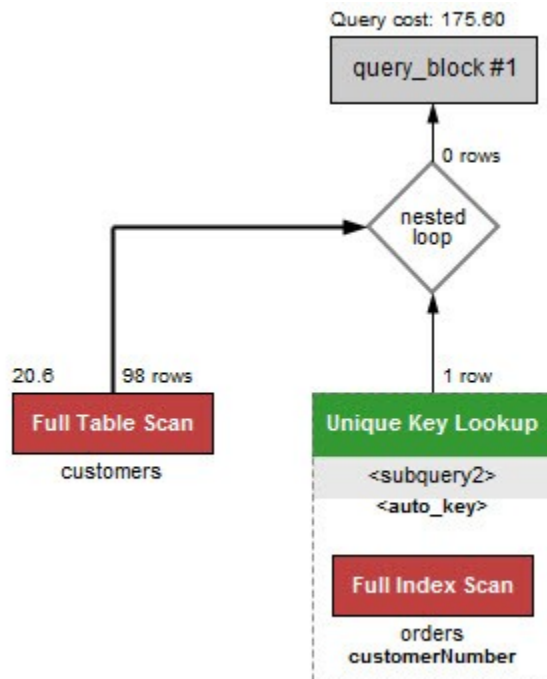 Query cost: 175.60
query_block #1
0 rows
nested
loop
20.6 98 rows
1 row
Full Table Scan
Unique Key Lookup
customers
<subquery2>
<auto_key>
Full Index Scan
orders
customerNumber